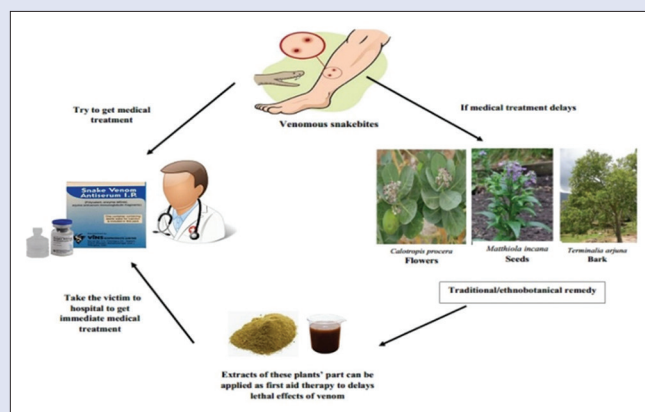 Venomous snakebites
Try to get medical
treatment
If medical treatment delays
Snake Venom
Antiserum I.P.
Calotropis procera
Flowers
Matthiola incana
Seeds
Terminalia arjuna
Bark
Traditional/ethnobotanical remedy
Take the victim to
hospital to get
immediate medical
treatment
Extracts of these plants' part can be
applied as first aid therapy to delays
lethal effects of venom